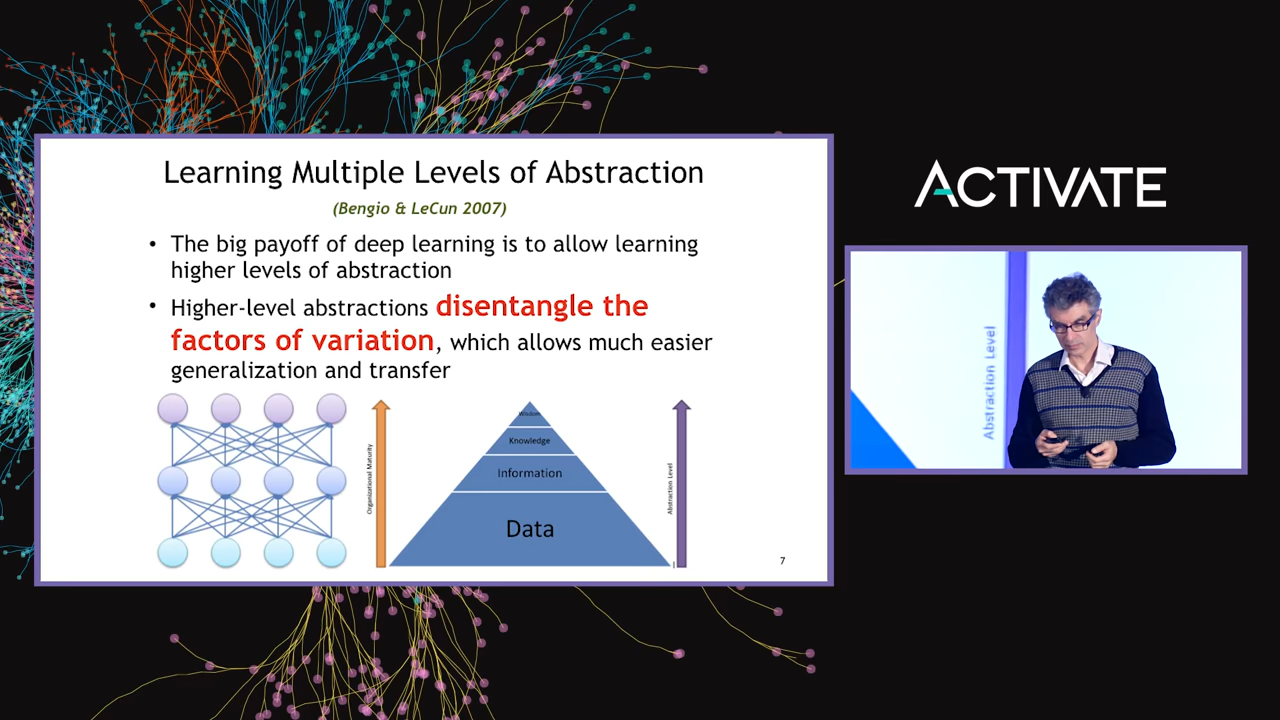 Learning Multiple Levels of Abstraction
(Bengio & LeCun 2007)
• The big payoff of deep learning is to allow learning
higher levels of abstraction
• Higher-level abstractions disentangle the
factors of variation, which allows much easier
generalization and transfer
Organizational Maturity
Wisdom
Knowledge
Information
Data
Abstraction Level
7
ACTIVATE
Abstraction Level